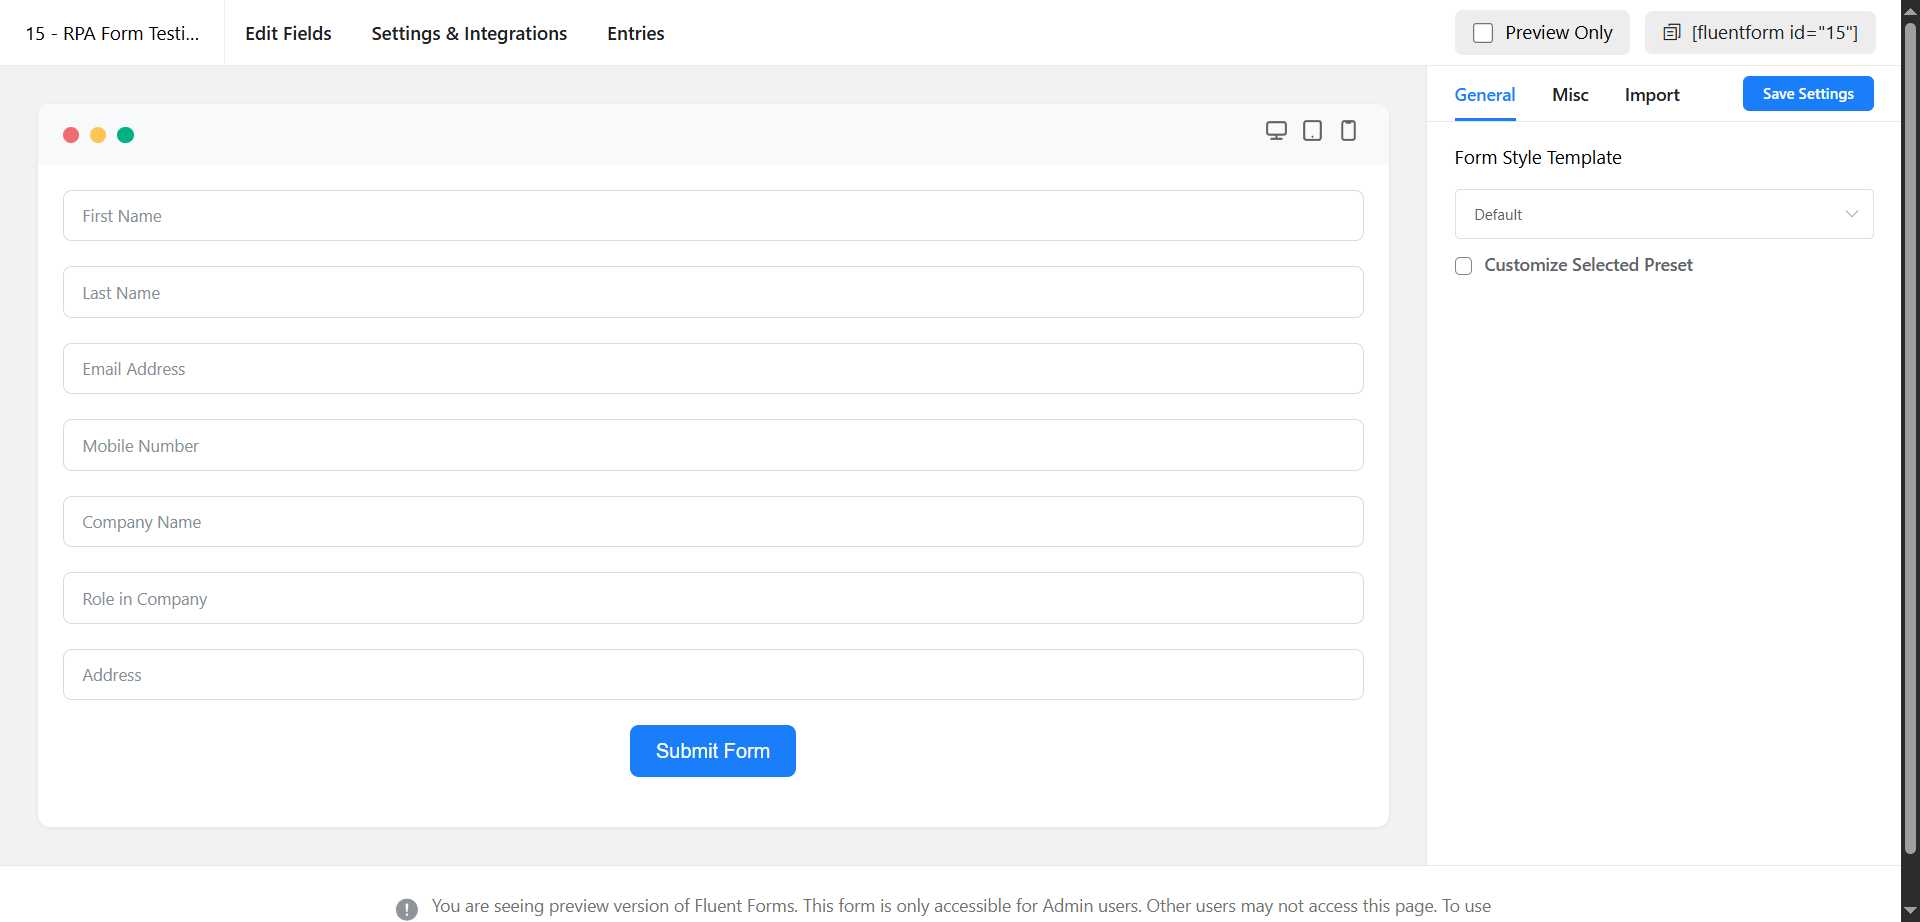 15 - RPA Form Testi...
Edit Fields
Settings & Integrations
Entries
Preview Only
[fluentform id="15"]
General
Misc
Import
Save Settings
Form Style Template
Default
Customize Selected Preset
First Name
Last Name
Email Address
Mobile Number
Company Name
Role in Company
Address
Submit Form
You are seeing preview version of Fluent Forms. This form is only accessible for Admin users. Other users may not access this page. To use